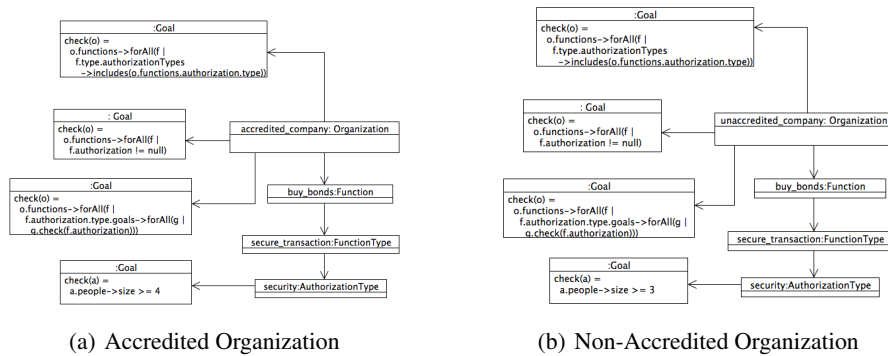 :Goal
check(o) =
o.functions->forAll(f |
f.type.authorizationTypes
->includes(o.functions.authorization.type))
: Goal
check(o) =
o.functions->forAll(f |
f.authorization != null)
accredited_company: Organization
:Goal
check(o) =
o.functions->forAll(f |
f.authorization.type.goals->forAll(g |
g.check(f.authorization)))
buy_bonds:Function
secure_transaction:FunctionType
:Goal
check(a) =
a.people->size >= 4
security:AuthorizationType
(a) Accredited Organization
:Goal
check(o) =
o.functions->forAll(f |
f.type.authorizationTypes
->includes(o.functions.authorization.type))
: Goal
check(o) =
o.functions->forAll(f |
f.authorization != null)
unaccredited_company: Organization
:Goal
check(o) =
o.functions->forAll(f |
f.authorization.type.goals->forAll(g |
g.check(f.authorization)))
buy_bonds:Function
secure_transaction:FunctionType
:Goal
check(a) =
a.people->size >= 3
security:AuthorizationType
(b) Non-Accredited Organization